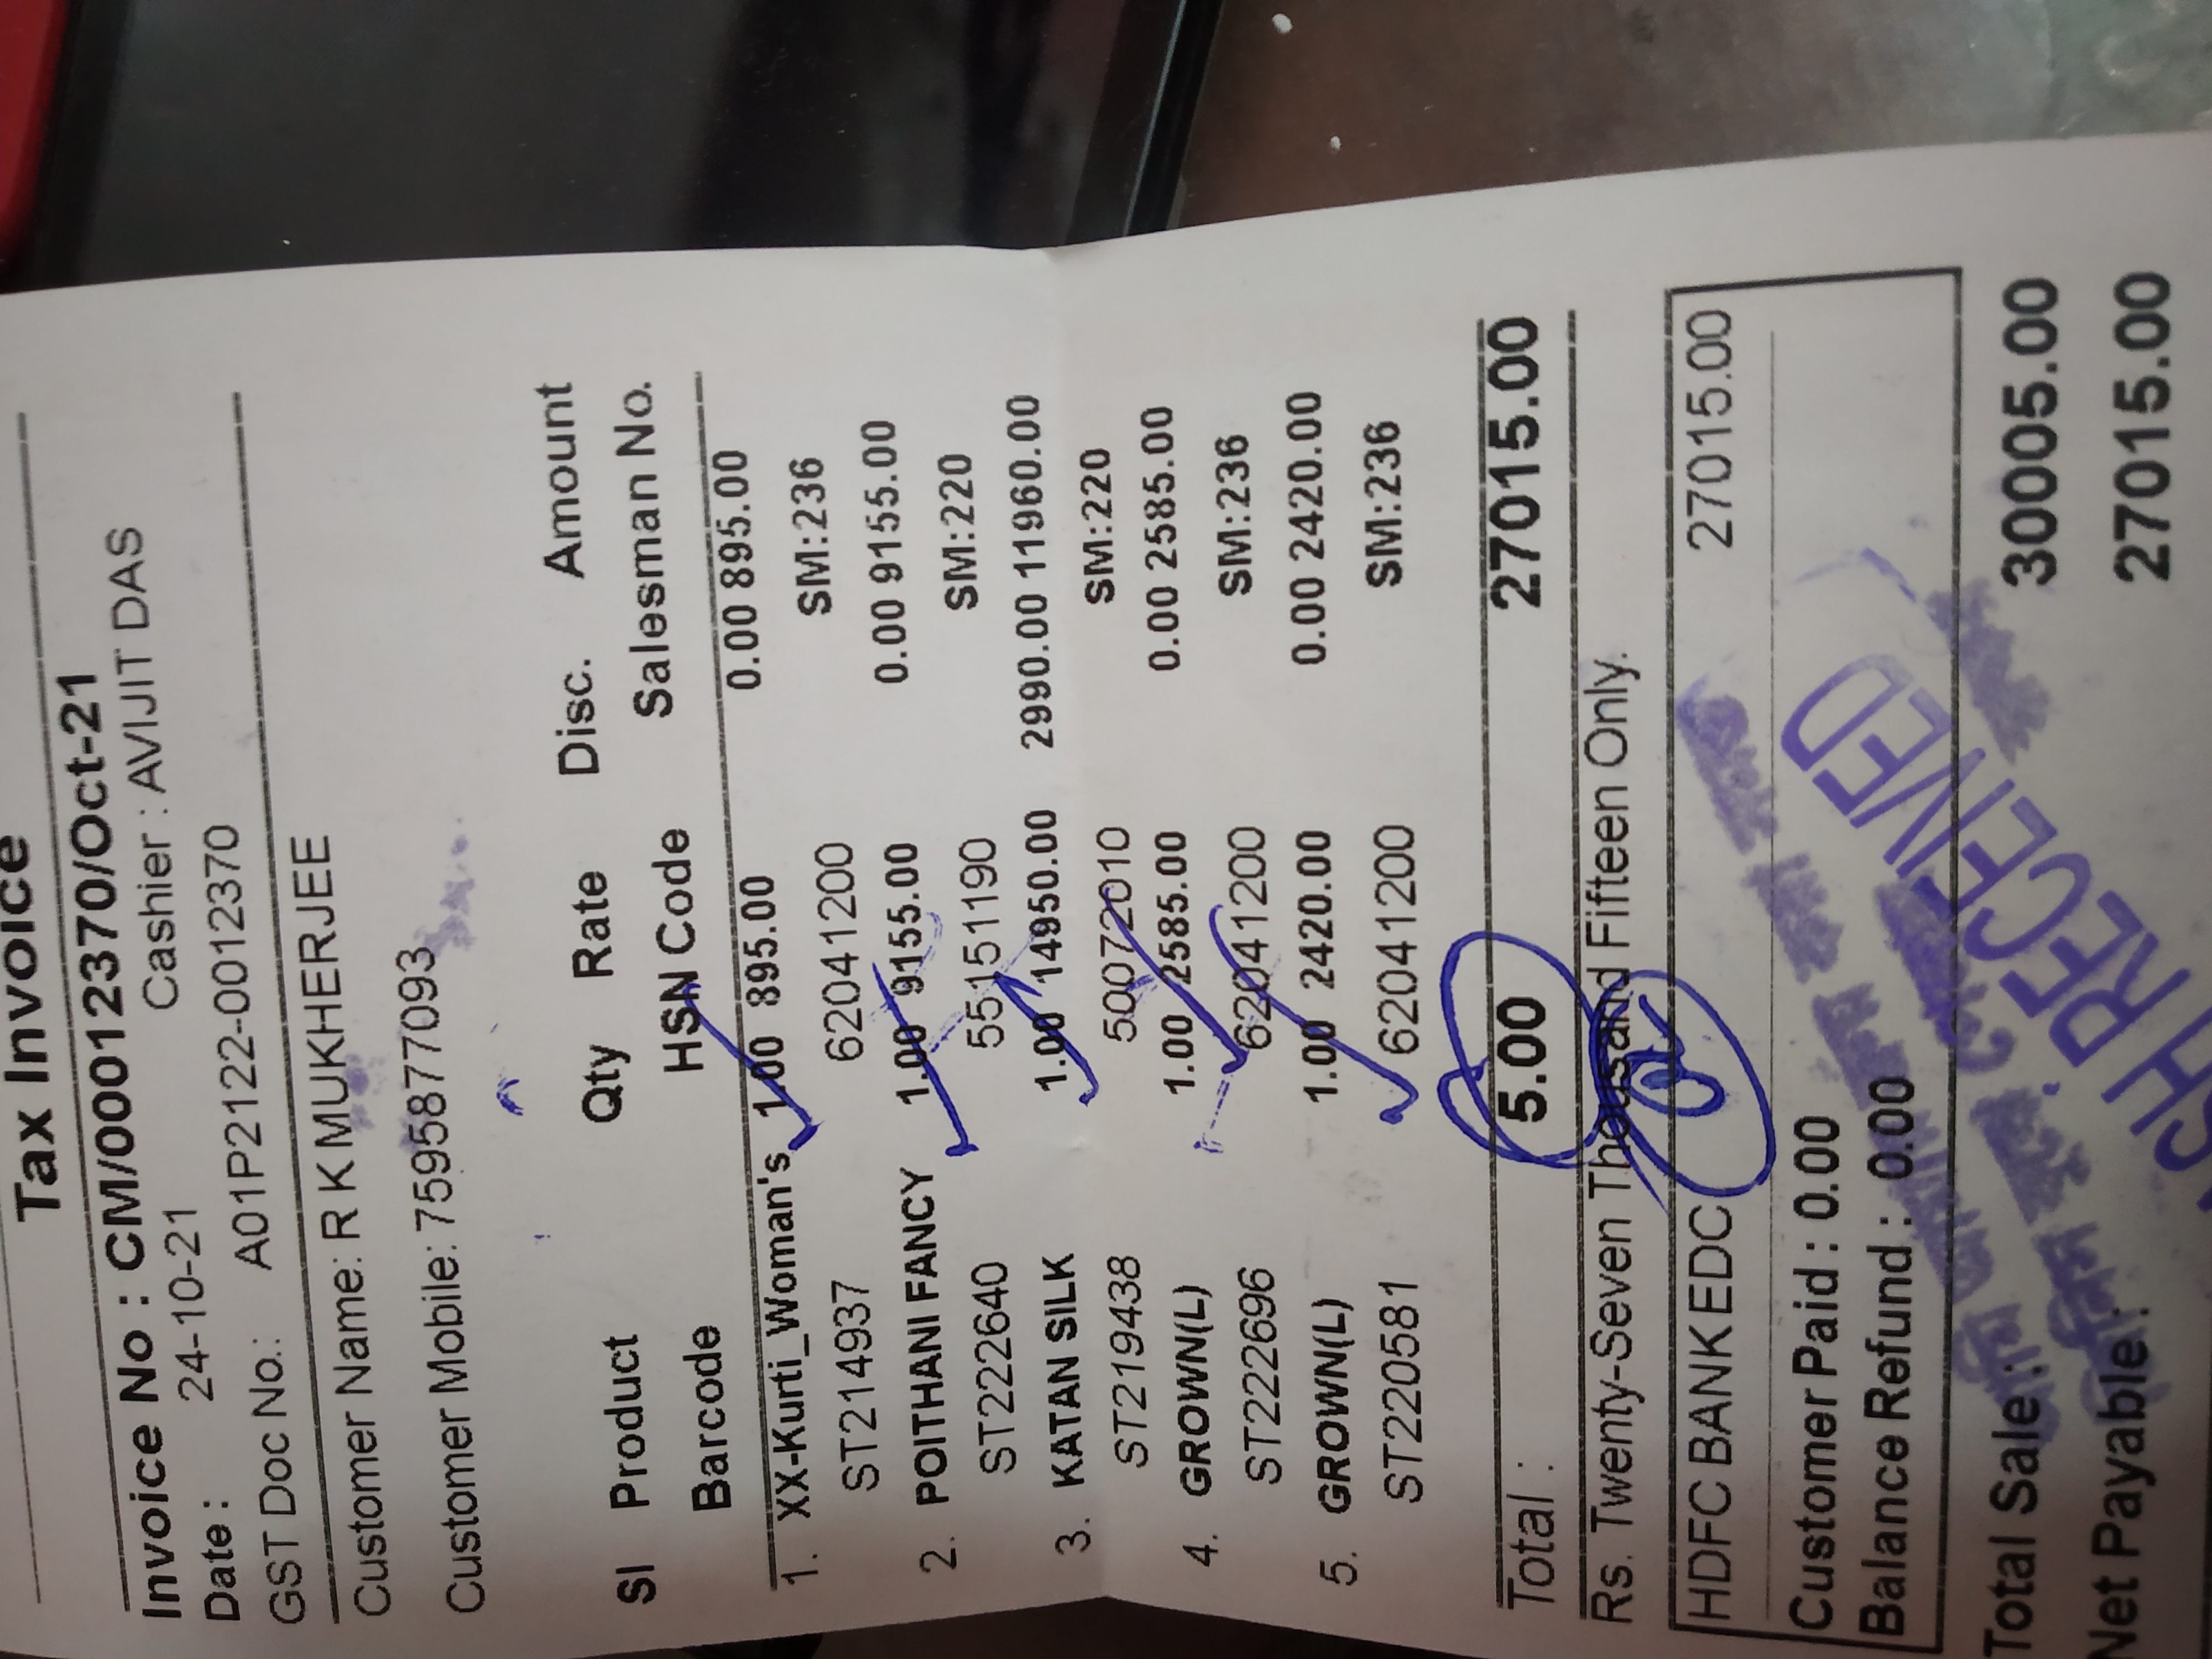 Tax Invoice
Invoice No : CM/00012370/Oct-21
Date : 24-10-21 Cashier : AVIJIT DAS
GST Doc No.: A01P2122-0012370
Customer Name: R K MUKHERJEE
Customer Mobile: 7595877093
Sl Product Qty Rate Disc. Amount
Barcode HSN Code Salesman No.
1. XX-Kurti_Woman's 1.00 895.00 0.00 895.00
ST214937 62041200 SM:236
2. POITHANI FANCY 1.00 9155.00 0.00 9155.00
ST222640 55151190 SM:220
3. KATAN SILK 1.00 14950.00 2990.00 11960.00
ST219438 50072010 SM:220
4. GROWN(L) 1.00 2585.00 0.00 2585.00
ST222696 62041200 SM:236
5. GROWN(L) 1.00 2420.00 0.00 2420.00
ST220581 62041200 SM:236
Total : 5.00 27015.00
Rs. Twenty-Seven Thousand Fifteen Only.
HDFC BANK EDC 27015.00
Customer Paid : 0.00
Balance Refund : 0.00
আমি আমার ক্রয় করা সমস্ত
জিনিস বুঝে
RECEIVED
Total Sale : 30005.00
Net Payable : 27015.00